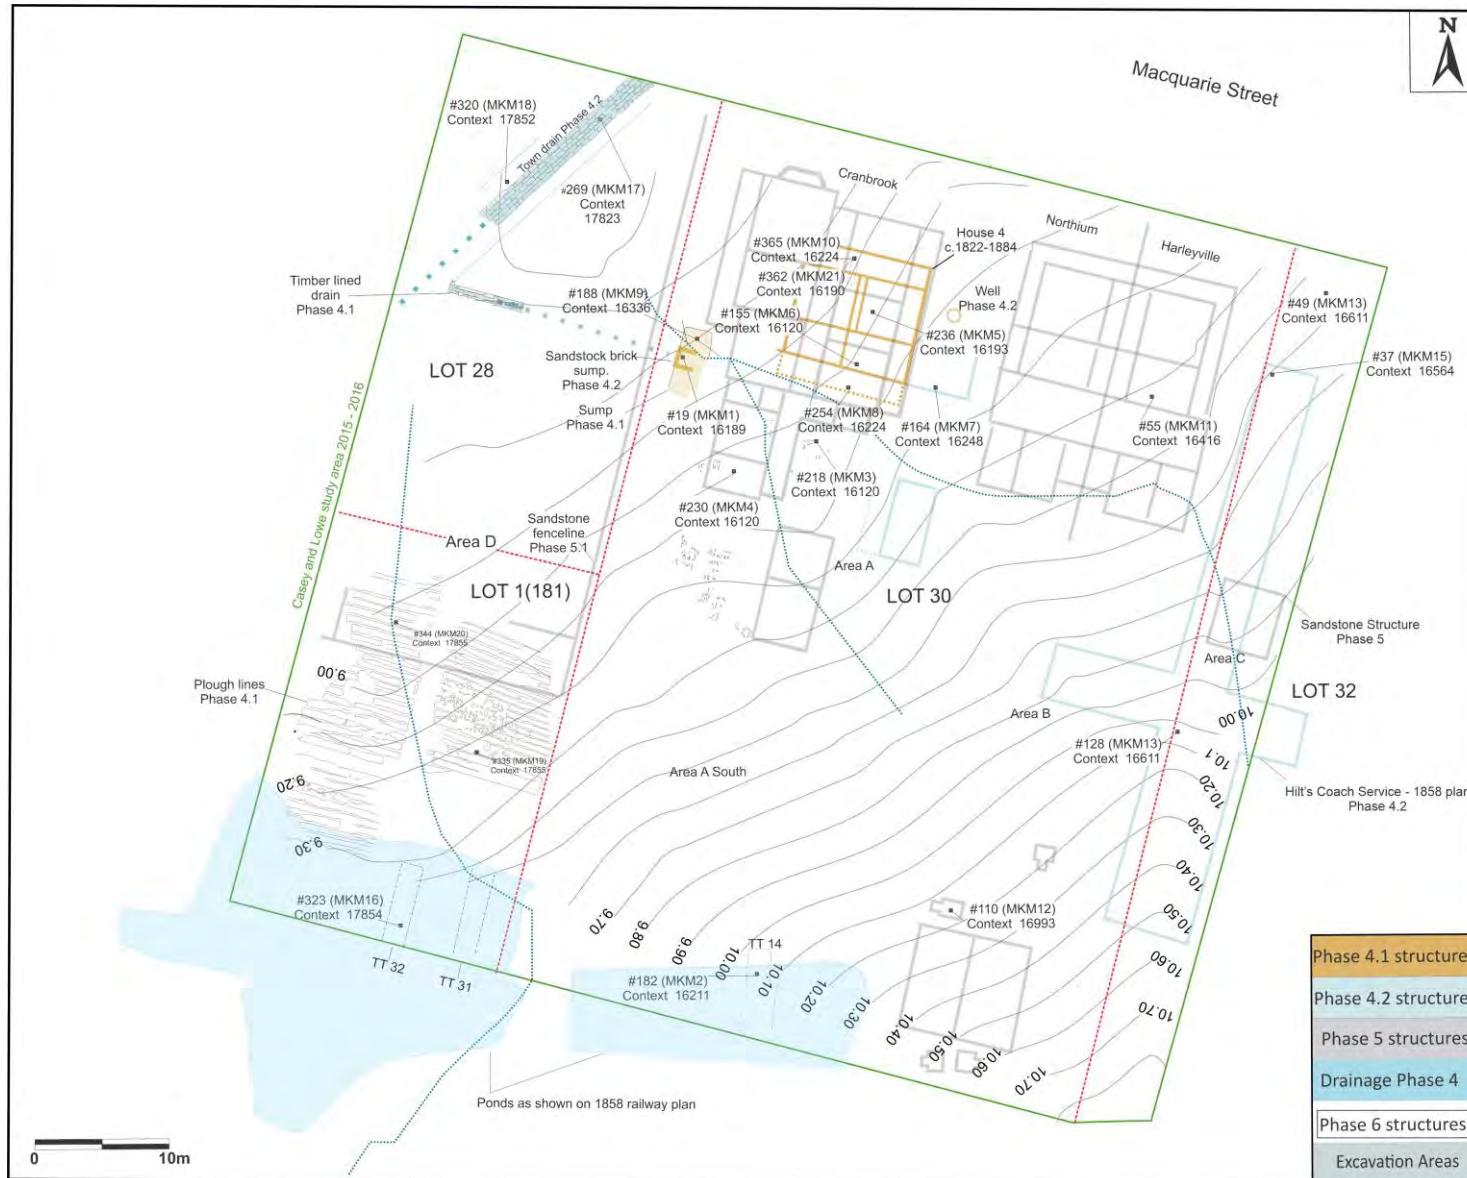 N
Macquarie Street
#320 (MKM18)
Context 17852
Town drain Phase 4.2
#269 (MKM17)
Context
17823
Cranbrook
Northium
Harleyville
House 4
c.1822-1884
#365 (MKM10)
Context 16224
#362 (MKM21)
Context 16190
Timber lined
drain
Phase 4.1
#188 (MKM9)
Context 16336
#155 (MKM6)
Context 16120
Well
Phase 4.2
#236 (MKM5)
Context 16193
#49 (MKM13)
Context 16611
#37 (MKM15)
Context 16564
LOT 28
Sandstock brick
sump.
Phase 4.2
Sump
Phase 4.1
#19 (MKM1)
Context 16189
#254 (MKM8)
Context 16224
#164 (MKM7)
Context 16248
#55 (MKM11)
Context 16416
#218 (MKM3)
Context 16120
#230 (MKM4)
Context 16120
Casey and Lowe study area 2015 - 2016
Sandstone
fenceline
Phase 5.1
Area D
LOT 1(181)
Area A
LOT 30
Sandstone Structure
Phase 5
Area C
LOT 32
#344 (MKM20)
Context 17855
9.00
Plough lines
Phase 4.1
#335 (MKM19)
Context 17855
Area A South
Area B
#128 (MKM13)
Context 16611
10.00
10.1
10.20
10.30
10.40
10.50
10.60
10.70
Hilt's Coach Service - 1858 plan
Phase 4.2
9.20
9.30
#323 (MKM16)
Context 17854
TT 32
TT 31
9.70
9.80
9.90
10.00
10.10
10.20
10.30
10.40
10.50
10.60
10.70
TT 14
#182 (MKM2)
Context 16211
#110 (MKM12)
Context 16993
Ponds as shown on 1858 railway plan
0 10m
Phase 4.1 structure
Phase 4.2 structure
Phase 5 structures
Drainage Phase 4
Phase 6 structures
Excavation Areas